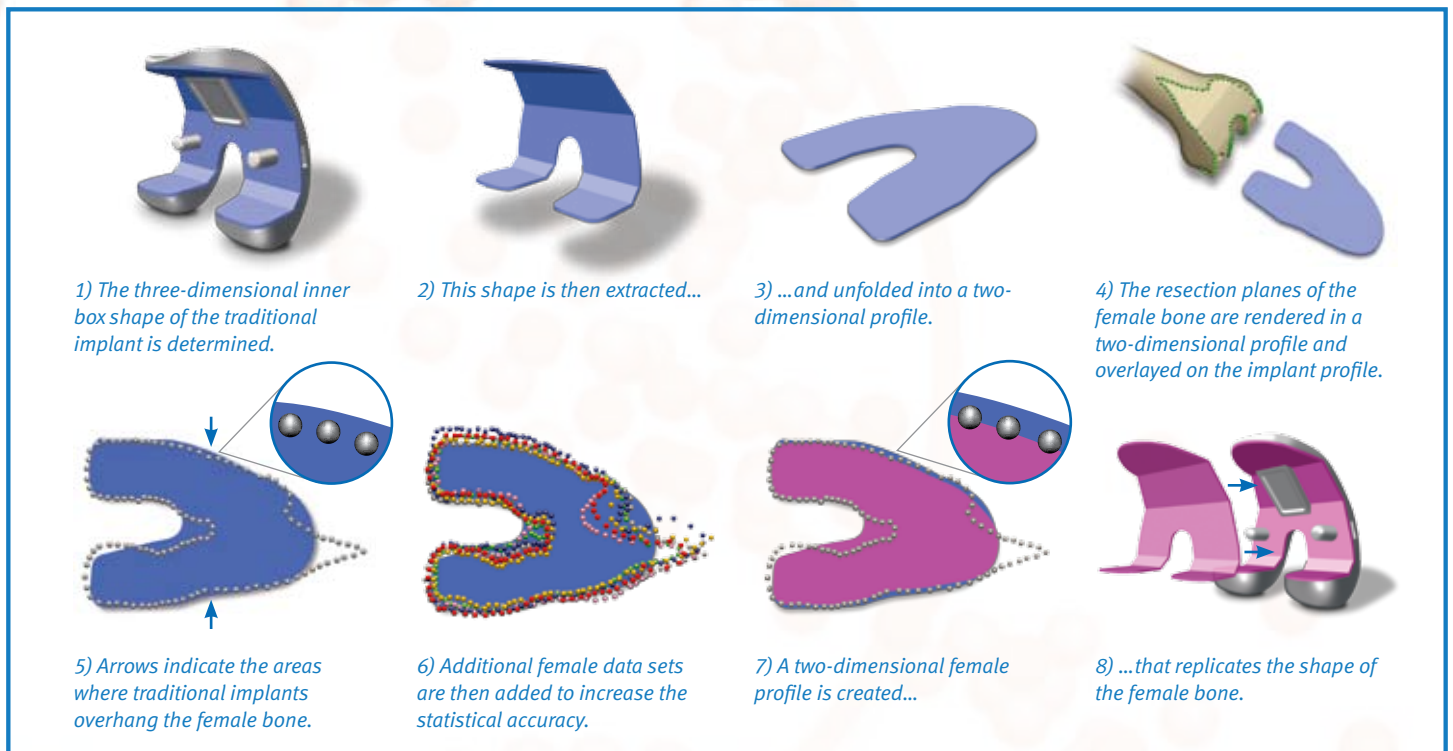 1) The three-dimensional inner
box shape of the traditional
implant is determined.
2) This shape is then extracted...
3) ...and unfolded into a two-
dimensional profile.
4) The resection planes of the
female bone are rendered in a
two-dimensional profile and
overlayed on the implant profile.
5) Arrows indicate the areas
where traditional implants
overhang the female bone.
6) Additional female data sets
are then added to increase the
statistical accuracy.
7) A two-dimensional female
profile is created...
8) ...that replicates the shape of
the female bone.